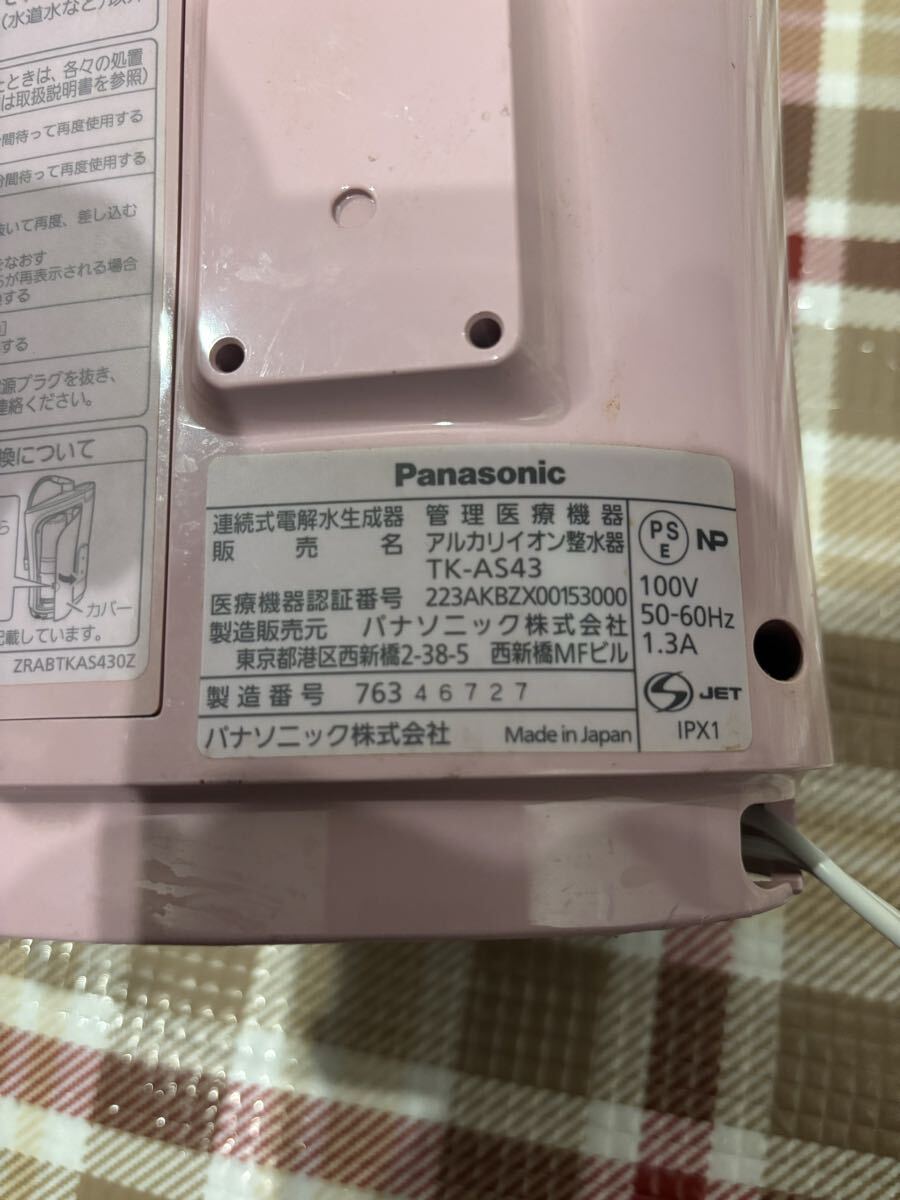 (水道水など)以外
たときは、各々の処置
は取扱説明書を参照)
間待って再度使用する
分間待って再度使用する
抜いて再度、差し込む
をなおす
が再表示される場合
する
する
源プラグを抜き、
連絡ください。
換について
カバー
記載しています。
ZRABTKAS430Z
Panasonic
連続式電解水生成器 管理医療機器
販売名 アルカリイオン整水器
TK-AS43
医療機器認証番号 223AKBZX00153000
製造販売元 パナソニック株式会社
東京都港区西新橋2-38-5 西新橋MFビル
製造番号 763 46727
パナソニック株式会社 Made in Japan
PSE NP
100V
50-60Hz
1.3A
S JET
IPX1